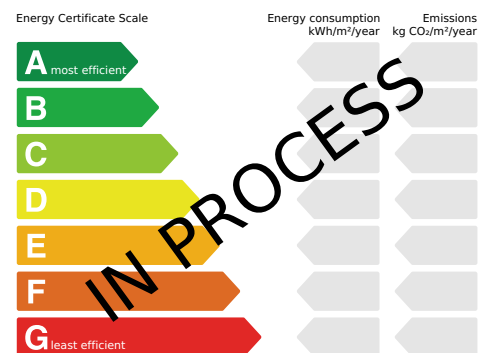 Energy Certificate Scale
Energy consumption
kWh/m²/year
Emissions
kg CO₂/m²/year
A most efficient
B
C
D
E
F
G least efficient
IN PROCESS